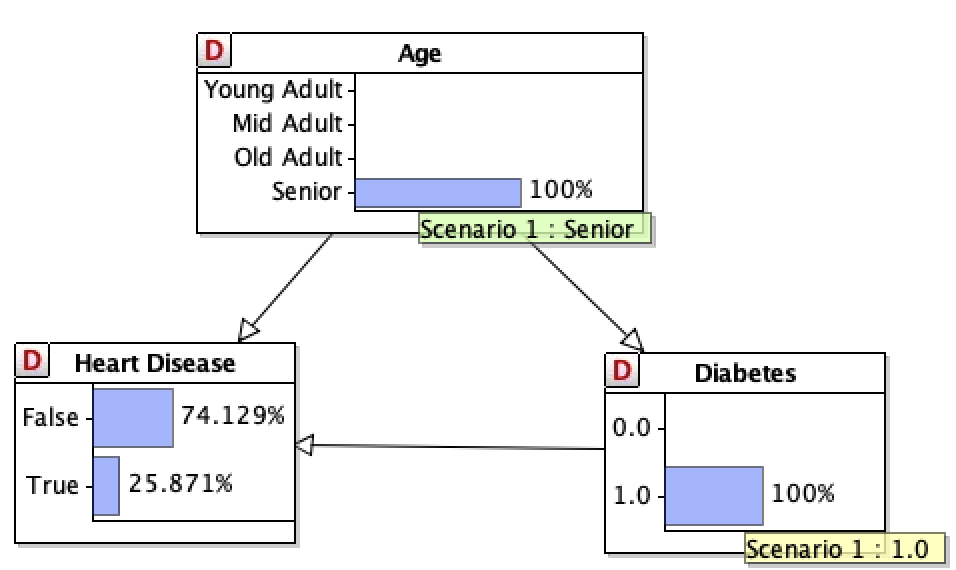 D Age
Young Adult
Mid Adult
Old Adult
Senior 100%
Scenario 1 : Senior
D Heart Disease
False 74.129%
True 25.871%
D Diabetes
0.0
1.0 100%
Scenario 1 : 1.0